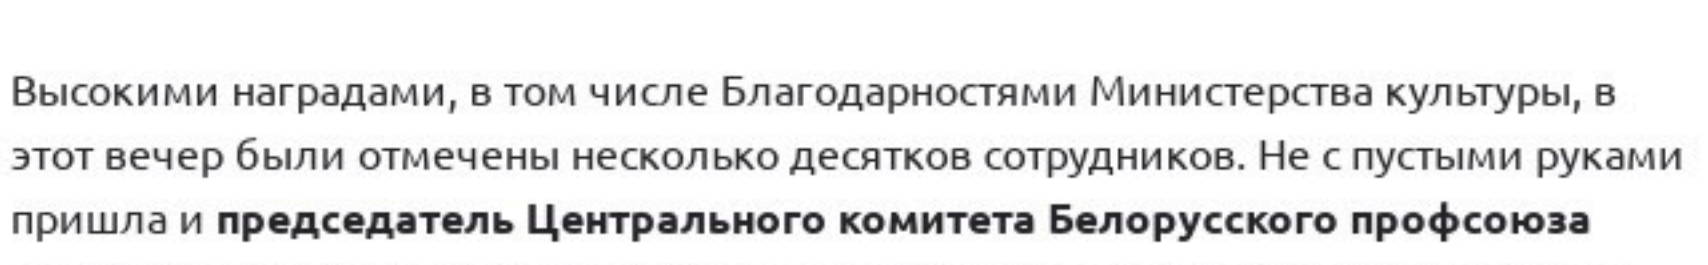 Высокими наградами, в том числе Благодарностями Министерства культуры, в
этот вечер были отмечены несколько десятков сотрудников. Не с пустыми руками
пришла и председатель Центрального комитета Белорусского профсоюза